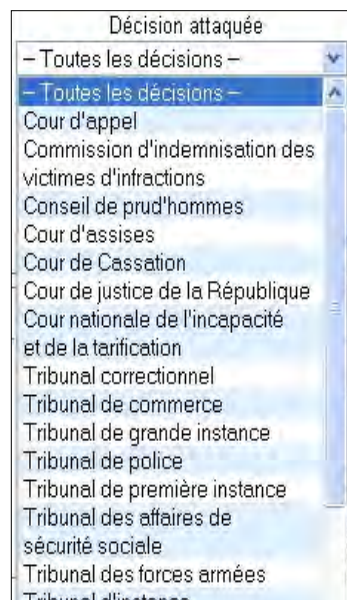 Décision attaquée
– Toutes les décisions –
– Toutes les décisions –
Cour d'appel
Commission d'indemnisation des
victimes d'infractions
Conseil de prud'hommes
Cour d'assises
Cour de Cassation
Cour de justice de la République
Cour nationale de l'incapacité
et de la tarification
Tribunal correctionnel
Tribunal de commerce
Tribunal de grande instance
Tribunal de police
Tribunal de première instance
Tribunal des affaires de
sécurité sociale
Tribunal des forces armées